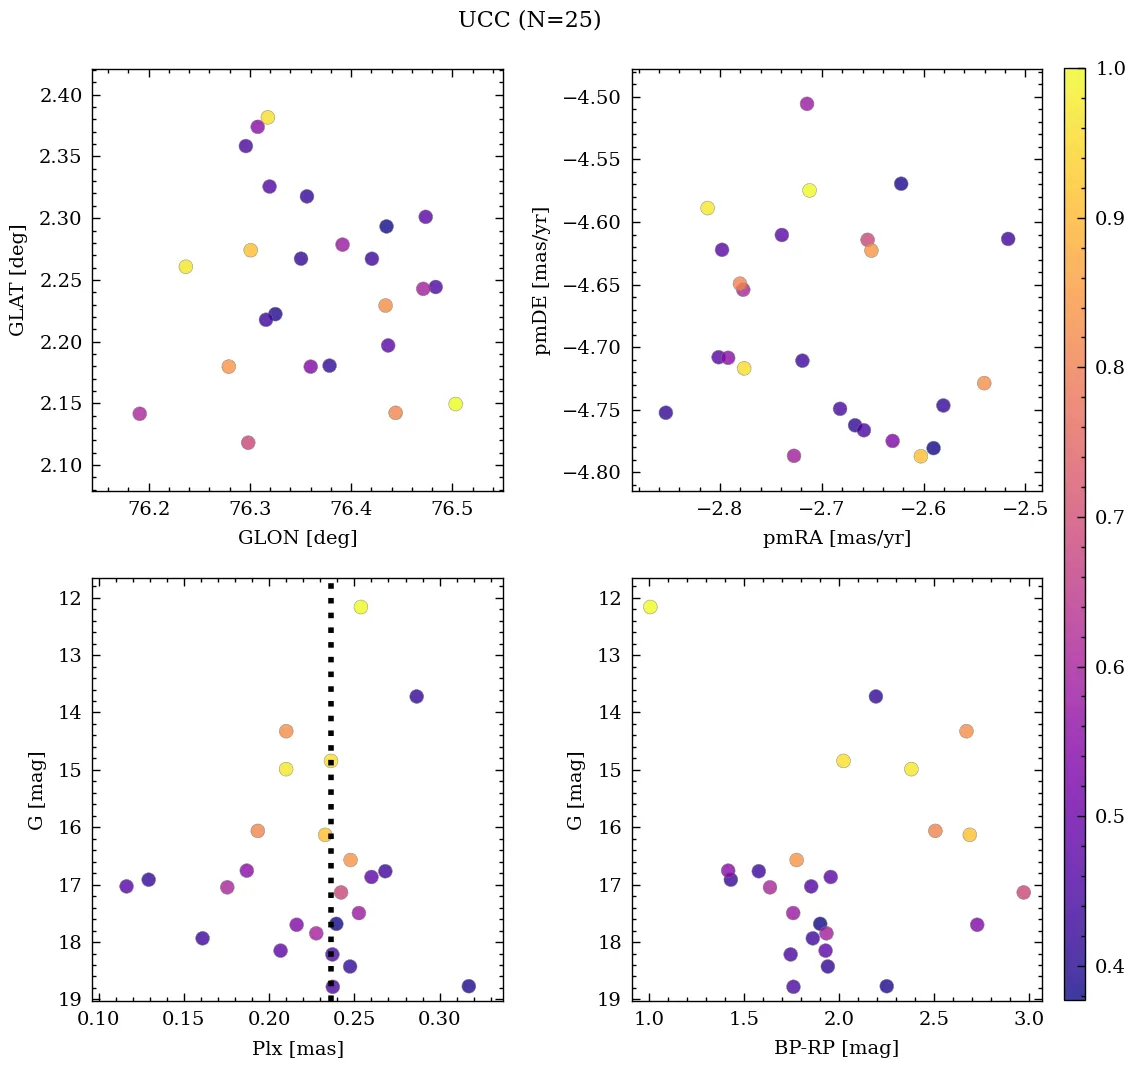 UCC (N=25)
2.40
2.35
2.30
2.25
2.20
2.15
2.10
GLAT [deg]
76.2 76.3 76.4 76.5
GLON [deg]
−4.50
−4.55
−4.60
−4.65
−4.70
−4.75
−4.80
pmDE [mas/yr]
−2.8 −2.7 −2.6 −2.5
pmRA [mas/yr]
12
13
14
15
16
17
18
19
G [mag]
0.10 0.15 0.20 0.25 0.30
Plx [mas]
12
13
14
15
16
17
18
19
G [mag]
1.0 1.5 2.0 2.5 3.0
BP-RP [mag]
1.0
0.9
0.8
0.7
0.6
0.5
0.4